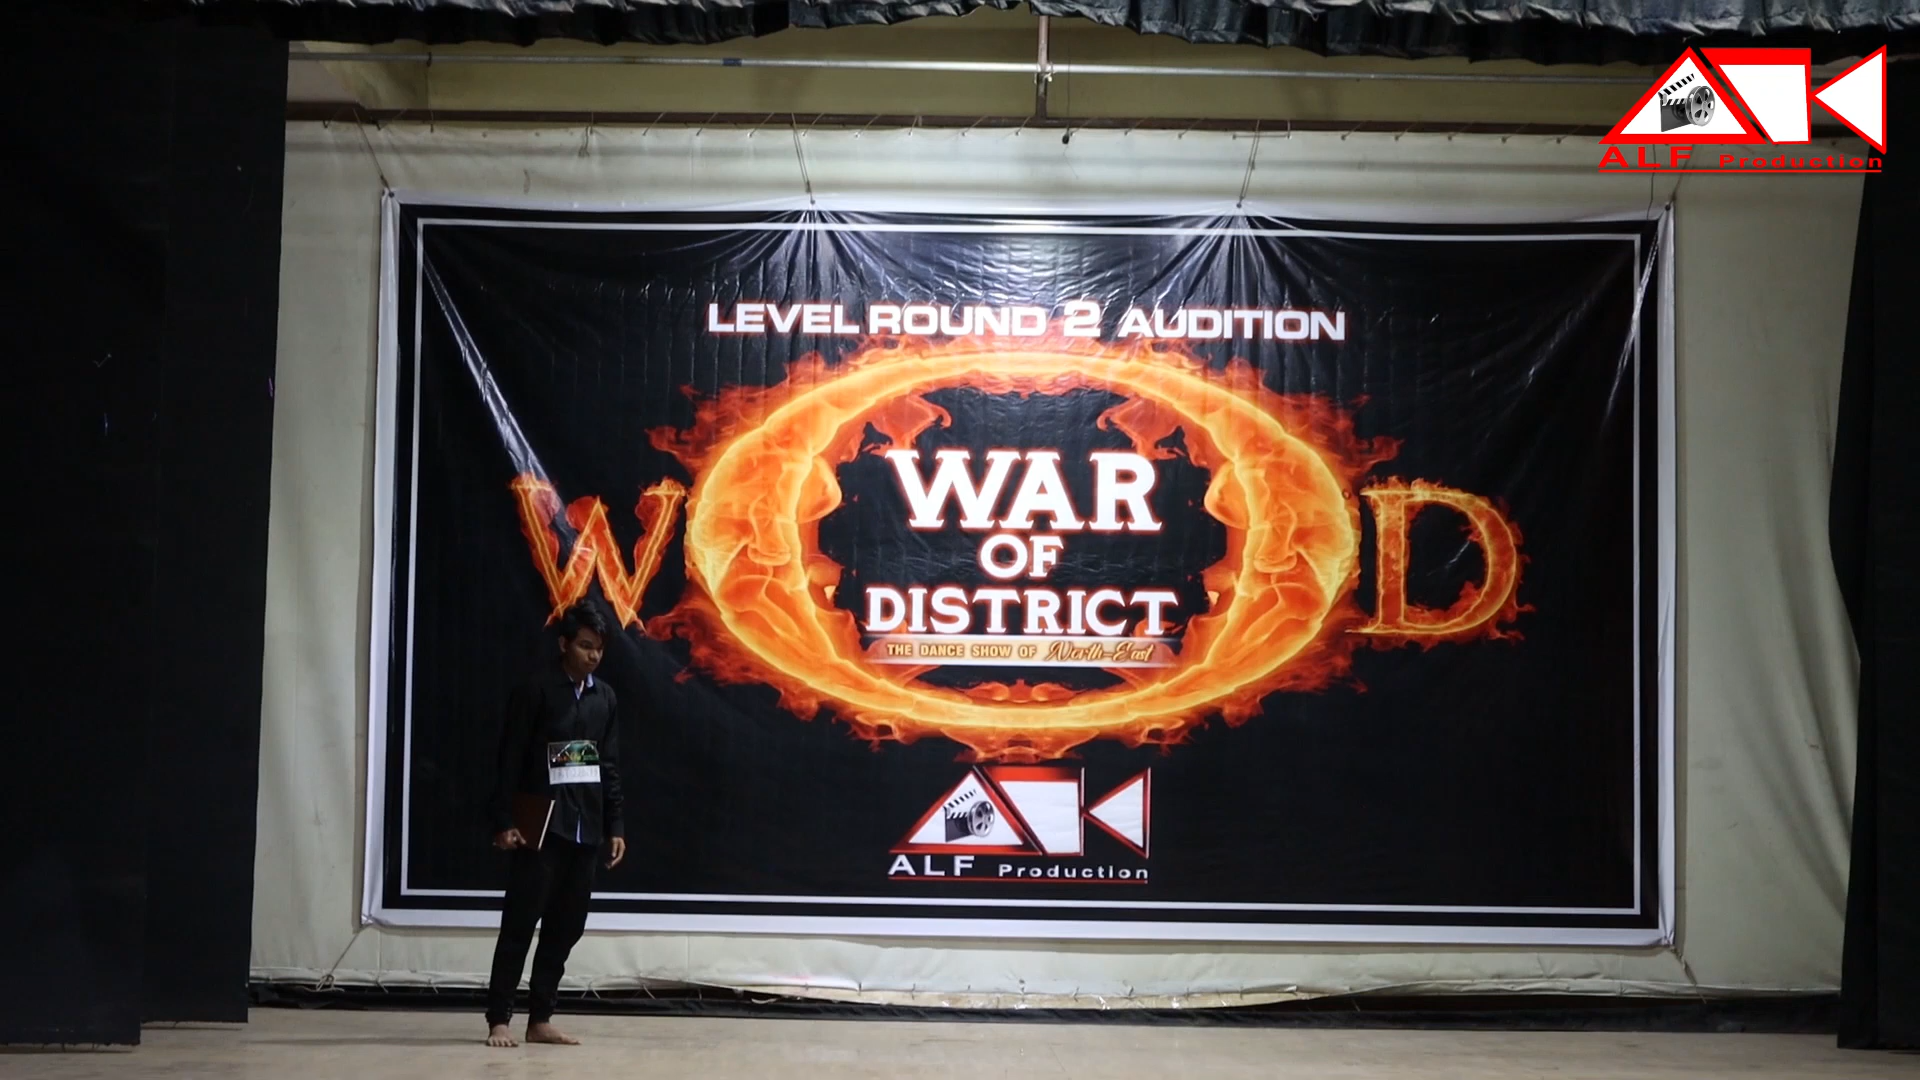 ALF Production
LEVEL ROUND 2 AUDITION
W O D
WAR
OF
DISTRICT
THE DANCE SHOW OF North-East
ALF Production